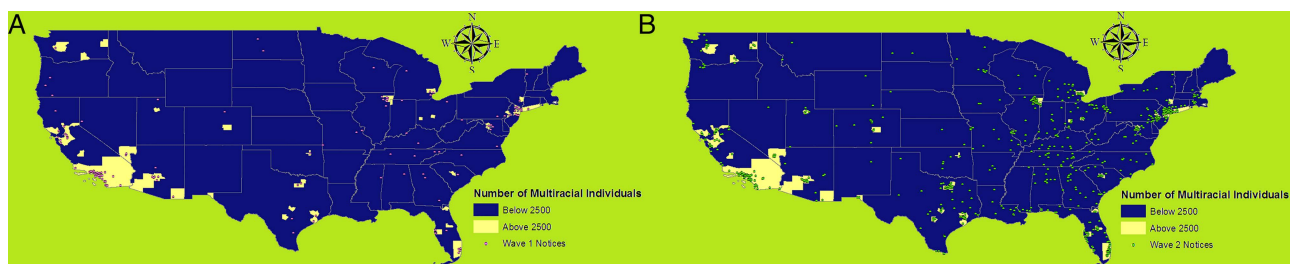 A
N
W E
S
Number of Multiracial Individuals
Below 2500
Above 2500
Wave 1 Notices
B
N
W E
S
Number of Multiracial Individuals
Below 2500
Above 2500
Wave 2 Notices